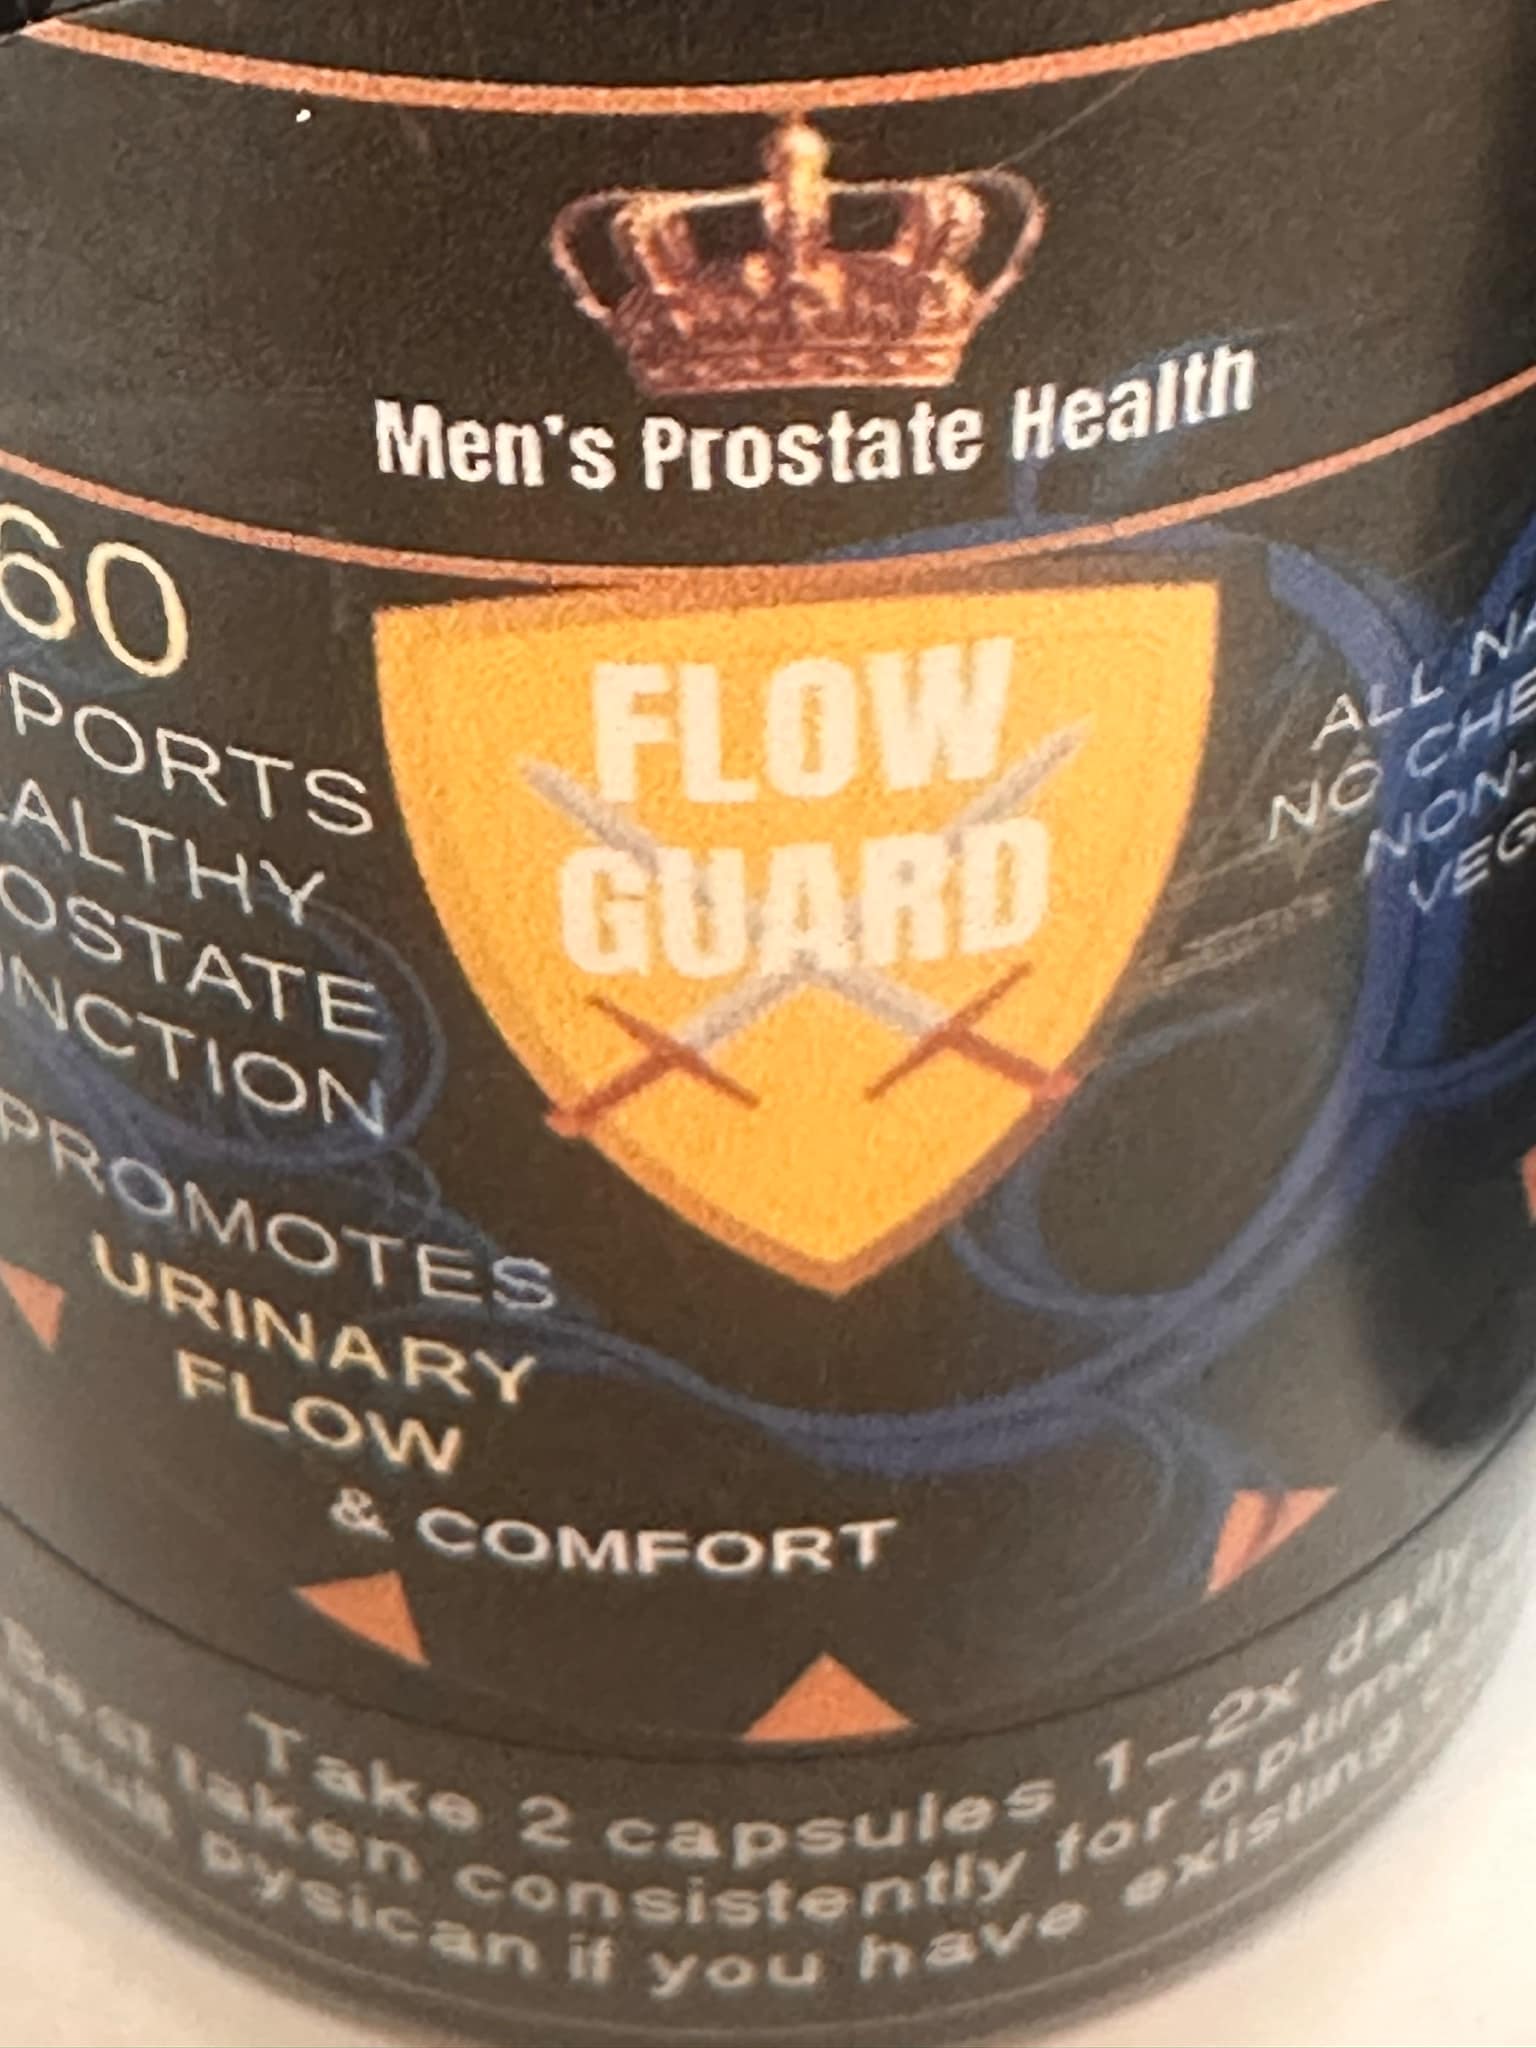 Men's Prostate Health
60
PORTS
ALTHY
OSTATE
NCTION
PROMOTES
URINARY
FLOW
& COMFORT
FLOW
GUARD
ALL NA
NO CHE
NON-
VEG
Take 2 capsules 1-2x daily
taken consistently for optimal
pysican if you have existing